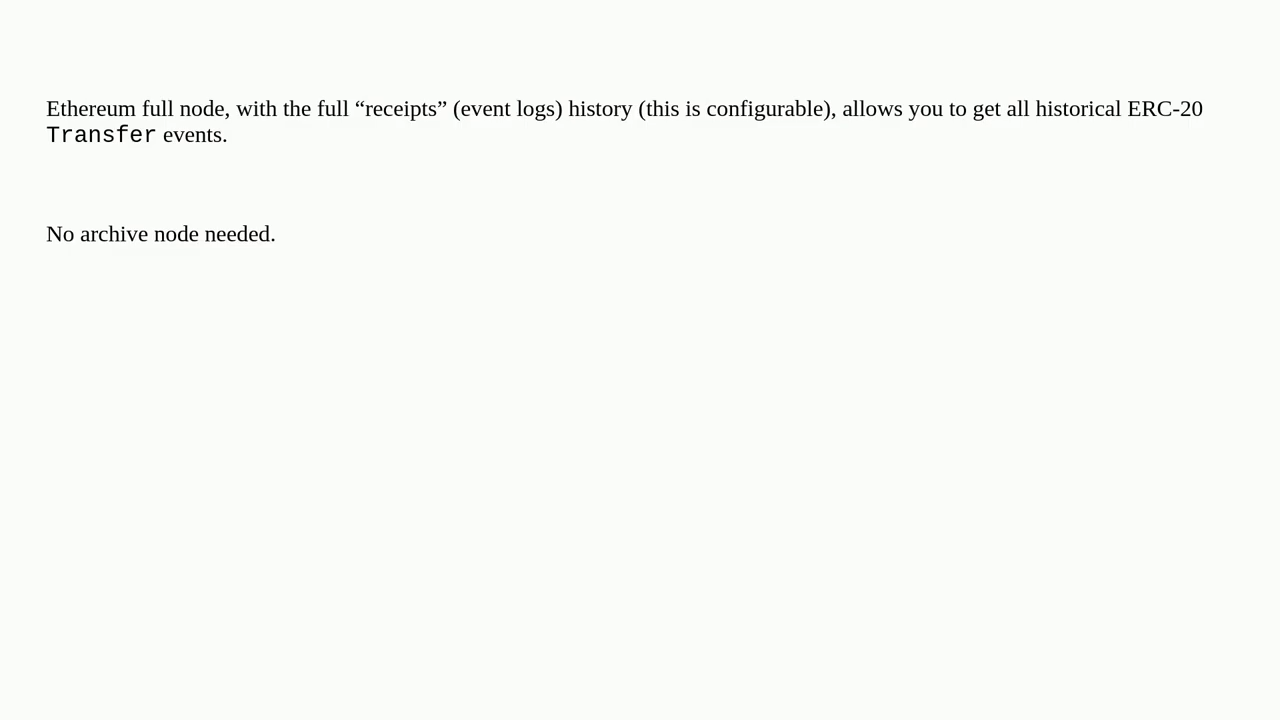 Ethereum full node, with the full “receipts” (event logs) history (this is configurable), allows you to get all historical ERC-20
Transfer events.
No archive node needed.